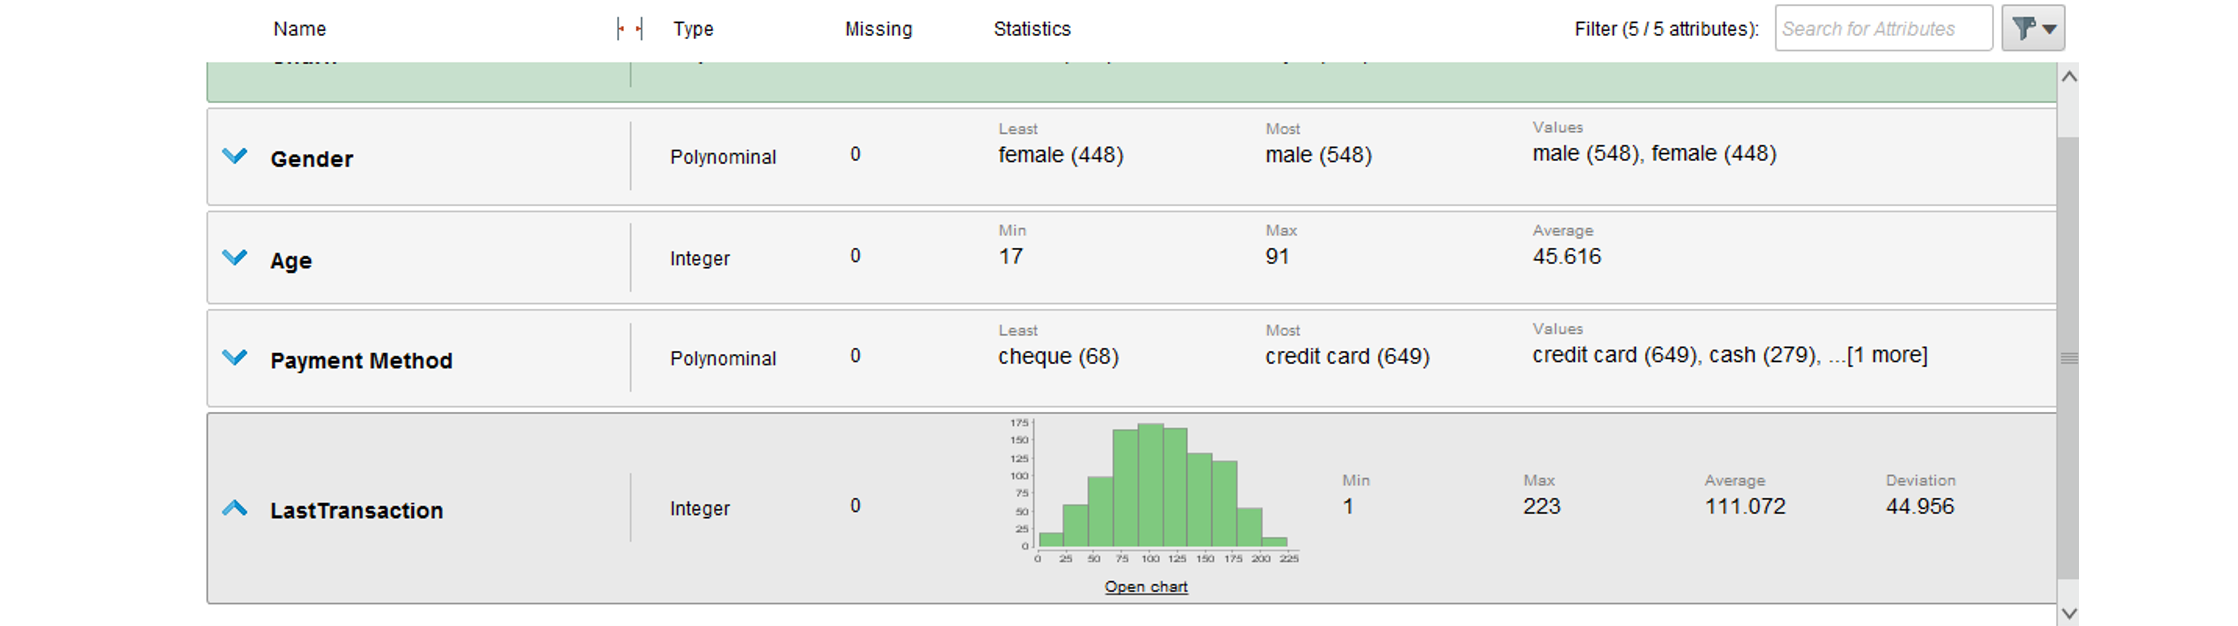 Name Type Missing Statistics Filter (5 / 5 attributes): Search for Attributes
Least Most Values
Gender Polynominal 0 female (448) male (548) male (548), female (448)
Min Max Average
Age Integer 0 17 91 45.616
Least Most Values
Payment Method Polynominal 0 cheque (68) credit card (649) credit card (649), cash (279), ...[1 more]
175
150
125
100
75
50
25
0
0 25 50 75 100 125 150 175 200 225
Min Max Average Deviation
LastTransaction Integer 0 1 223 111.072 44.956
Open chart